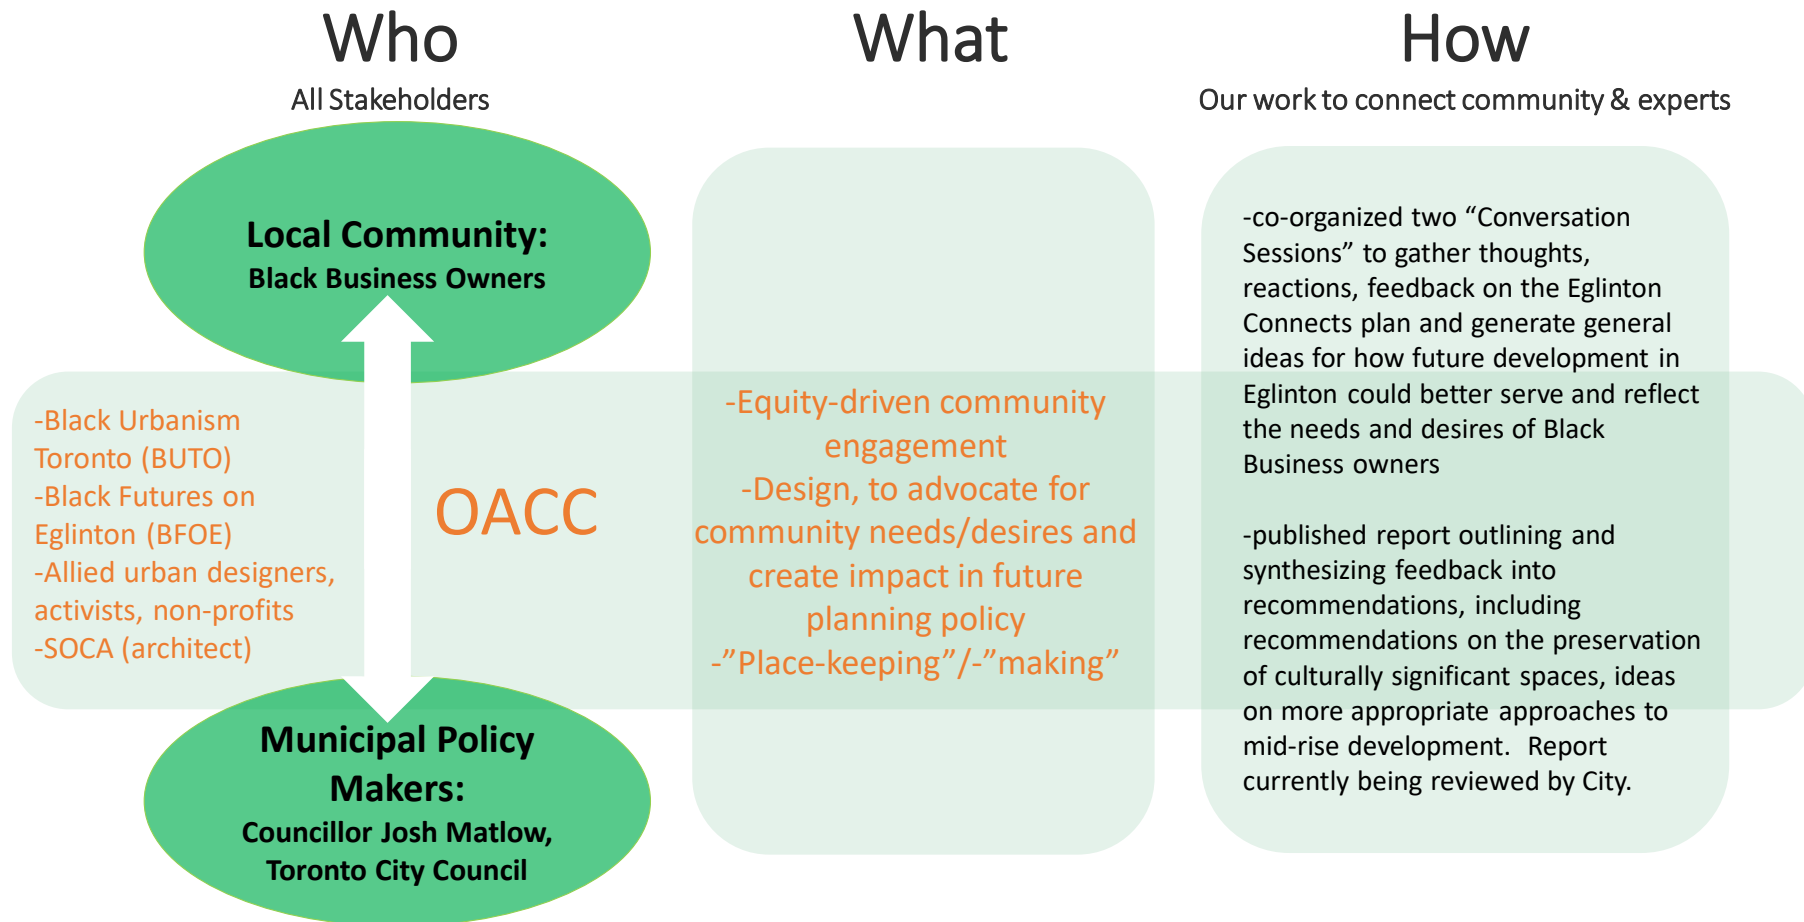 Who
All Stakeholders
Local Community:
Black Business Owners
-Black Urbanism
Toronto (BUTO)
-Black Futures on
Eglinton (BFOE)
-Allied urban designers,
activists, non-profits
-SOCA (architect)
OACC
Municipal Policy
Makers:
Councillor Josh Matlow,
Toronto City Council
What
-Equity-driven community
engagement
-Design, to advocate for
community needs/desires and
create impact in future
planning policy
-”Place-keeping”/-”making”
How
Our work to connect community & experts
-co-organized two “Conversation
Sessions” to gather thoughts,
reactions, feedback on the Eglinton
Connects plan and generate general
ideas for how future development in
Eglinton could better serve and reflect
the needs and desires of Black
Business owners
-published report outlining and
synthesizing feedback into
recommendations, including
recommendations on the preservation
of culturally significant spaces, ideas
on more appropriate approaches to
mid-rise development.  Report
currently being reviewed by City.